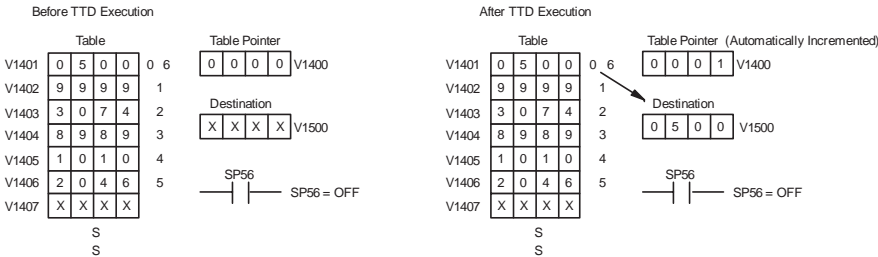 Before TTD Execution
Table
Table Pointer
V1401 0 5 0 0 0 6
0 0 0 0 V1400
V1402 9 9 9 9 1
V1403 3 0 7 4 2
Destination
V1404 8 9 8 9 3
X X X X V1500
V1405 1 0 1 0 4
V1406 2 0 4 6 5
V1407 X X X X
SP56
SP56 = OFF
S
S
After TTD Execution
Table
Table Pointer (Automatically Incremented)
V1401 0 5 0 0 0 6
0 0 0 1 V1400
V1402 9 9 9 9 1
V1403 3 0 7 4 2
Destination
V1404 8 9 8 9 3
0 5 0 0 V1500
V1405 1 0 1 0 4
V1406 2 0 4 6 5
V1407 X X X X
SP56
SP56 = OFF
S
S